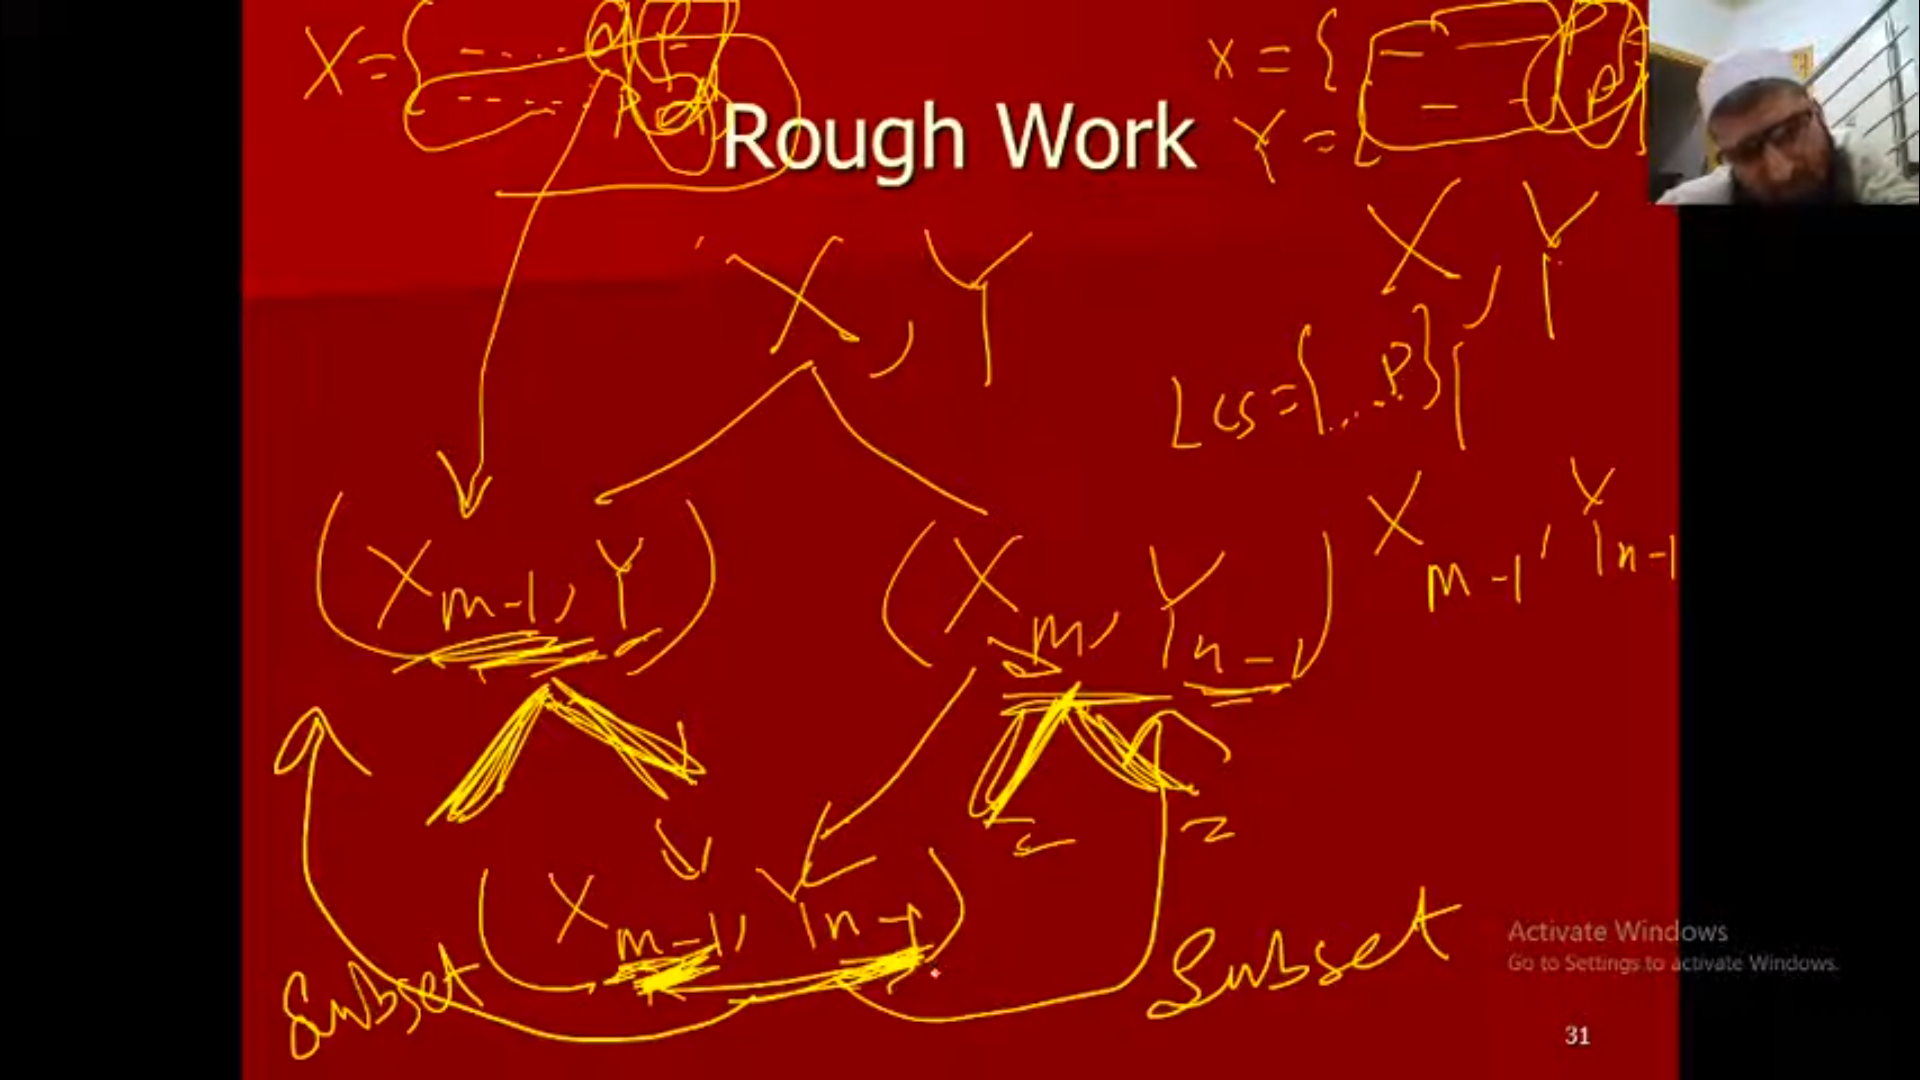 X = {
X = {
Rough Work
Y = {
X, Y
X, Y
Lcs = {...P}
(Xm-1, Y)
(Xm, Yn-1)
Xm-1, Yn-1
(Xm-1, Yn-1)
Subset
Subset
Activate Windows
Go to Settings to activate Windows.
31